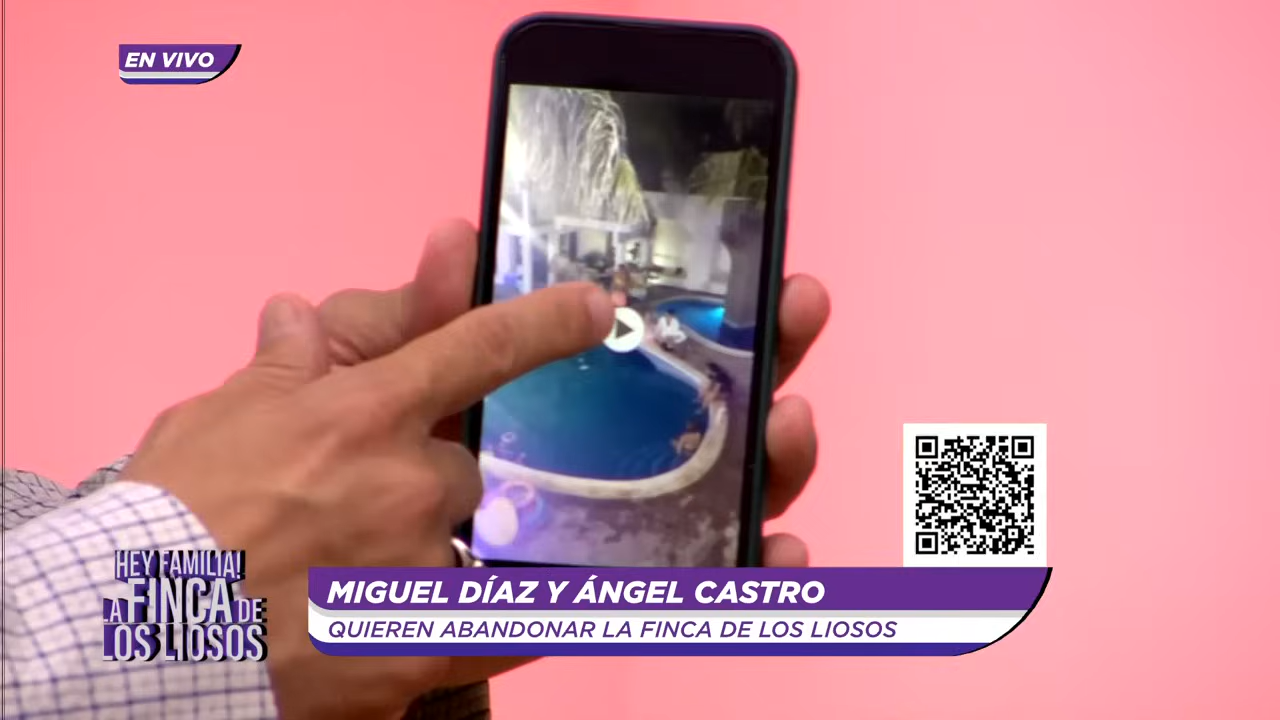 EN VIVO
HEY FAMILIA!
LA FINCA DE
LOS LIOSOS
MIGUEL DÍAZ Y ÁNGEL CASTRO
QUIEREN ABANDONAR LA FINCA DE LOS LIOSOS